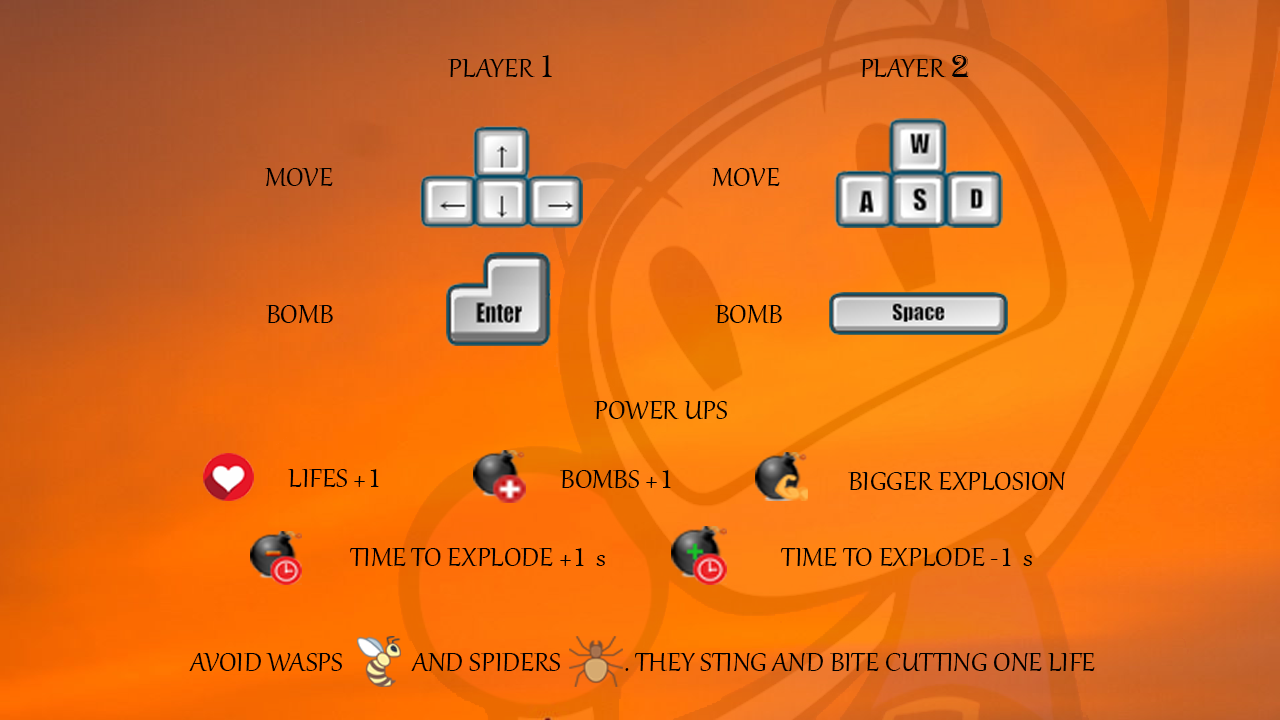 PLAYER 1 PLAYER 2
MOVE ↑ MOVE W
← ↓ → A S D
BOMB Enter BOMB Space
POWER UPS
LIFES +1 BOMBS +1 BIGGER EXPLOSION
TIME TO EXPLODE +1 s TIME TO EXPLODE -1 s
AVOID WASPS AND SPIDERS . THEY STING AND BITE CUTTING ONE LIFE